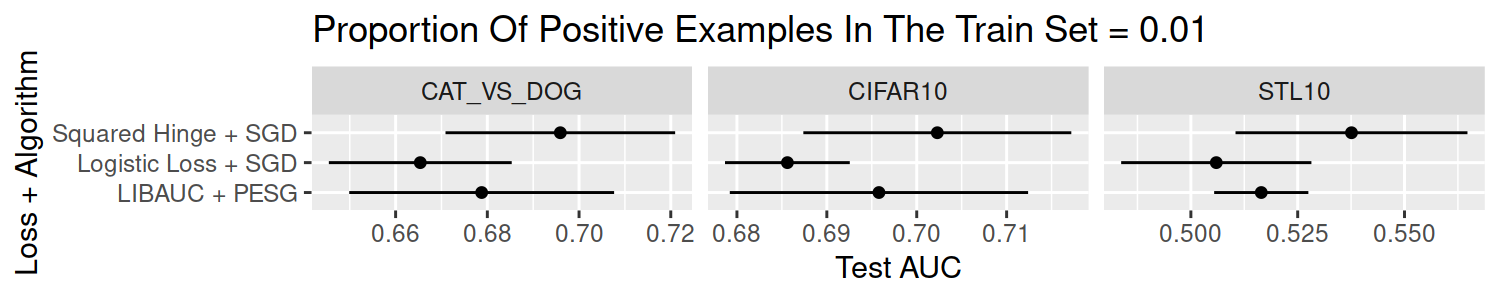 Proportion Of Positive Examples In The Train Set = 0.01
CAT_VS_DOG CIFAR10 STL10
Loss + Algorithm
Squared Hinge + SGD
Logistic Loss + SGD
LIBAUC + PESG
0.66 0.68 0.70 0.72 0.68 0.69 0.70 0.71 0.500 0.525 0.550
Test AUC